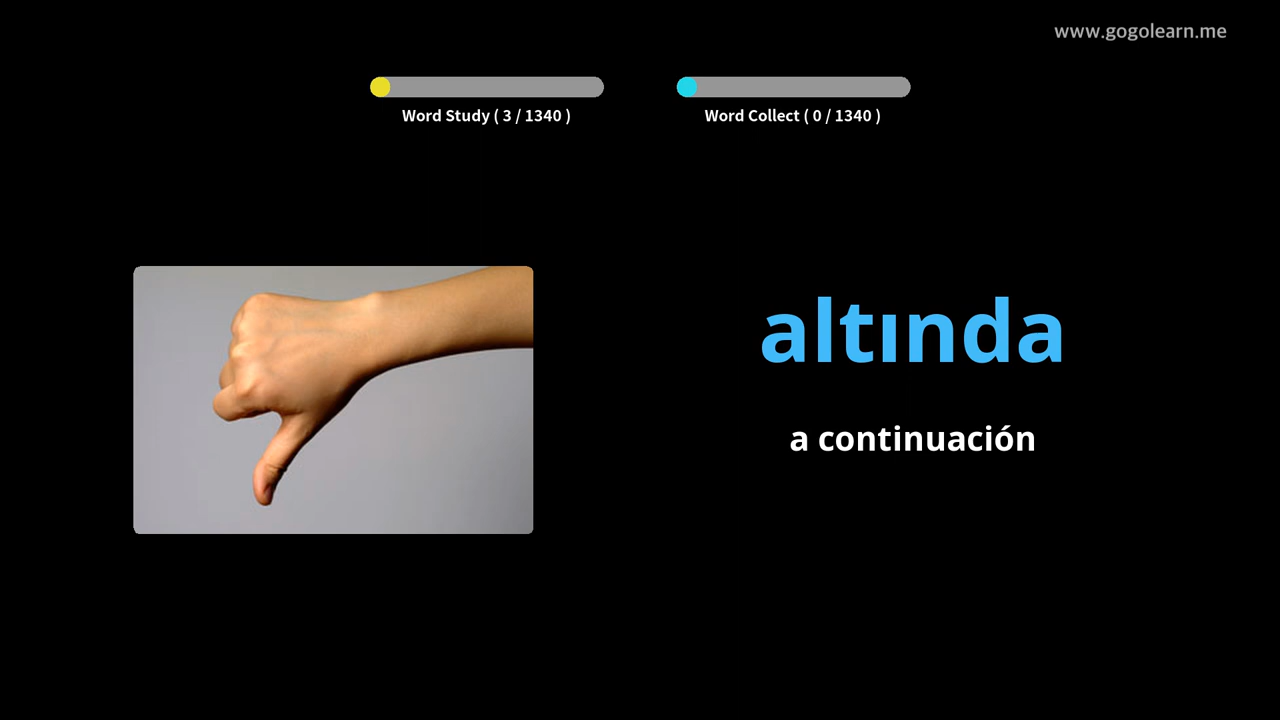 www.gogolearn.me
Word Study ( 3 / 1340 )
Word Collect ( 0 / 1340 )
altında
a continuación